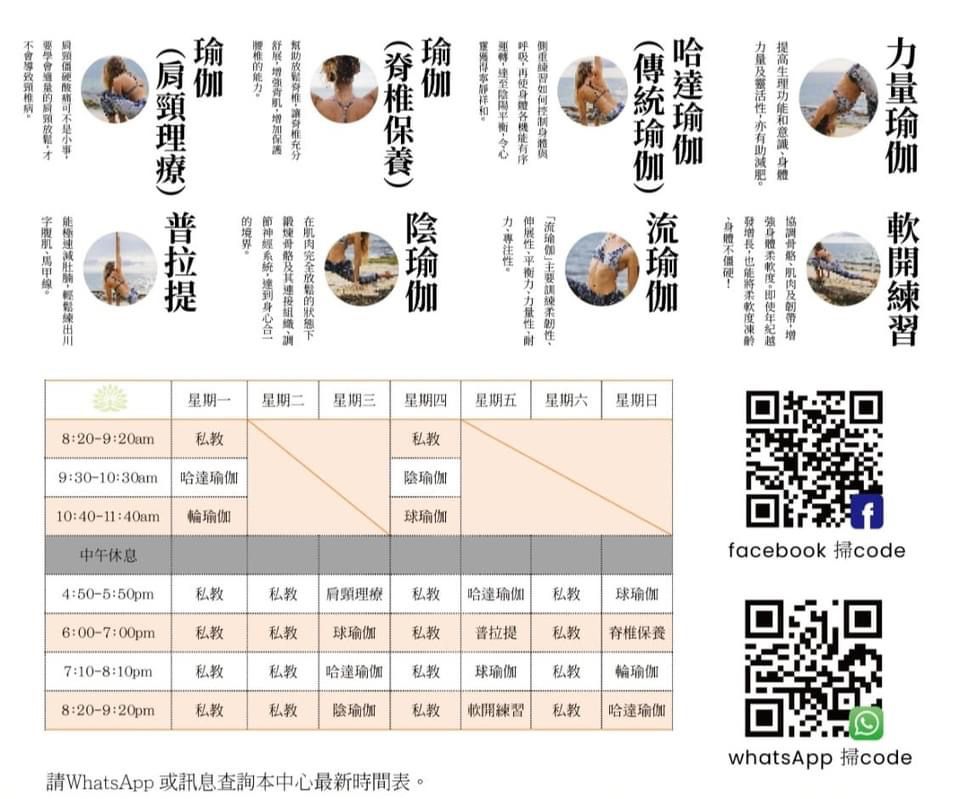 力量瑜伽
提高生理功能和意識、身體
力量及靈活性,亦有助減肥。
哈達瑜伽
(傳統瑜伽)
側重練習如何控制身體與
呼吸,再使身體各機能有序
運轉,達至陰陽平衡,令心
靈獲得寧靜祥和。
瑜伽
(脊椎保養)
幫助放鬆脊椎,讓脊椎充分
舒展,增強背肌,增加保護
腰椎的能力。
瑜伽
(肩頸理療)
肩頸僵硬酸痛可不是小事,
要學會適量的肩頸放鬆,才
不會導致頸椎病。
軟開練習
協調骨骼、肌肉及韌帶,增
強身體柔軟度。即使年紀越
發增長,也能將柔軟度凍齡
、身體不僵硬!
流瑜伽
「流瑜伽」主要訓練柔韌性、
伸展性、平衡力、力量性、耐
力、專注性。
陰瑜伽
在肌肉完全放鬆的狀態下
鍛煉骨骼及其連接組織、調
節神經系統,達到身心合一
的境界。
普拉提
能極速減肚腩,輕鬆練出川
字腹肌、馬甲線。
星期一 星期二 星期三 星期四 星期五 星期六 星期日
8:20-9:20am 私教 私教
9:30-10:30am 哈達瑜伽 陰瑜伽
10:40-11:40am 輪瑜伽 球瑜伽
中午休息
4:50-5:50pm 私教 私教 肩頸理療 私教 哈達瑜伽 私教 球瑜伽
6:00-7:00pm 私教 私教 球瑜伽 私教 普拉提 私教 脊椎保養
7:10-8:10pm 私教 私教 哈達瑜伽 私教 球瑜伽 私教 輪瑜伽
8:20-9:20pm 私教 私教 陰瑜伽 私教 軟開練習 私教 哈達瑜伽
facebook 掃code
whatsApp 掃code
請WhatsApp 或訊息查詢本中心最新時間表。